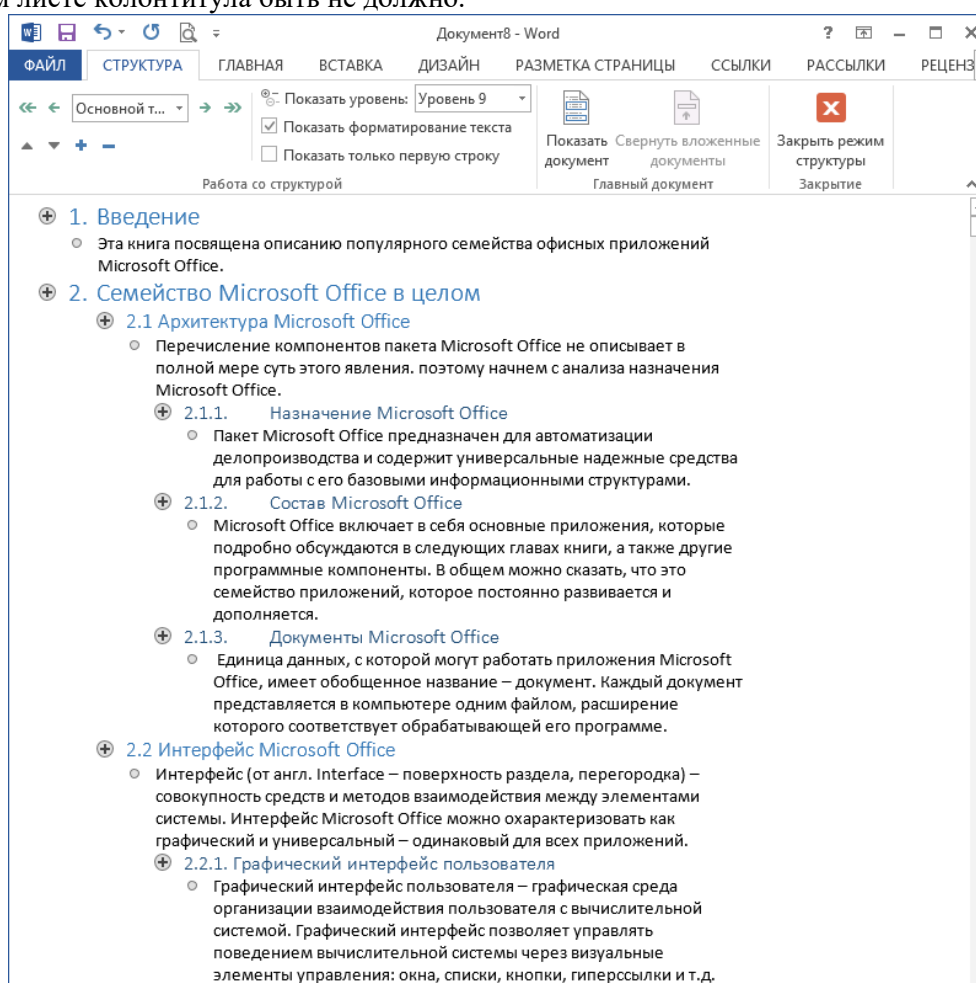 листе колонтитула быть не должно.
Документ8 - Word
ФАЙЛ СТРУКТУРА ГЛАВНАЯ ВСТАВКА ДИЗАЙН РАЗМЕТКА СТРАНИЦЫ ССЫЛКИ РАССЫЛКИ РЕЦЕНЗ
Основной т...
Показать уровень: Уровень 9
Показать форматирование текста
Показать только первую строку
Показать документ
Свернуть вложенные документы
Закрыть режим структуры
Работа со структурой Главный документ Закрытие
1. Введение
Эта книга посвящена описанию популярного семейства офисных приложений
Microsoft Office.
2. Семейство Microsoft Office в целом
2.1 Архитектура Microsoft Office
Перечисление компонентов пакета Microsoft Office не описывает в
полной мере суть этого явления. поэтому начнем с анализа назначения
Microsoft Office.
2.1.1. Назначение Microsoft Office
Пакет Microsoft Office предназначен для автоматизации
делопроизводства и содержит универсальные надежные средства
для работы с его базовыми информационными структурами.
2.1.2. Состав Microsoft Office
Microsoft Office включает в себя основные приложения, которые
подробно обсуждаются в следующих главах книги, а также другие
программные компоненты. В общем можно сказать, что это
семейство приложений, которое постоянно развивается и
дополняется.
2.1.3. Документы Microsoft Office
Единица данных, с которой могут работать приложения Microsoft
Office, имеет обобщенное название – документ. Каждый документ
представляется в компьютере одним файлом, расширение
которого соответствует обрабатывающей его программе.
2.2 Интерфейс Microsoft Office
Интерфейс (от англ. Interface – поверхность раздела, перегородка) –
совокупность средств и методов взаимодействия между элементами
системы. Интерфейс Microsoft Office можно охарактеризовать как
графический и универсальный – одинаковый для всех приложений.
2.2.1. Графический интерфейс пользователя
Графический интерфейс пользователя – графическая среда
организации взаимодействия пользователя с вычислительной
системой. Графический интерфейс позволяет управлять
поведением вычислительной системы через визуальные
элементы управления: окна, списки, кнопки, гиперссылки и т.д.